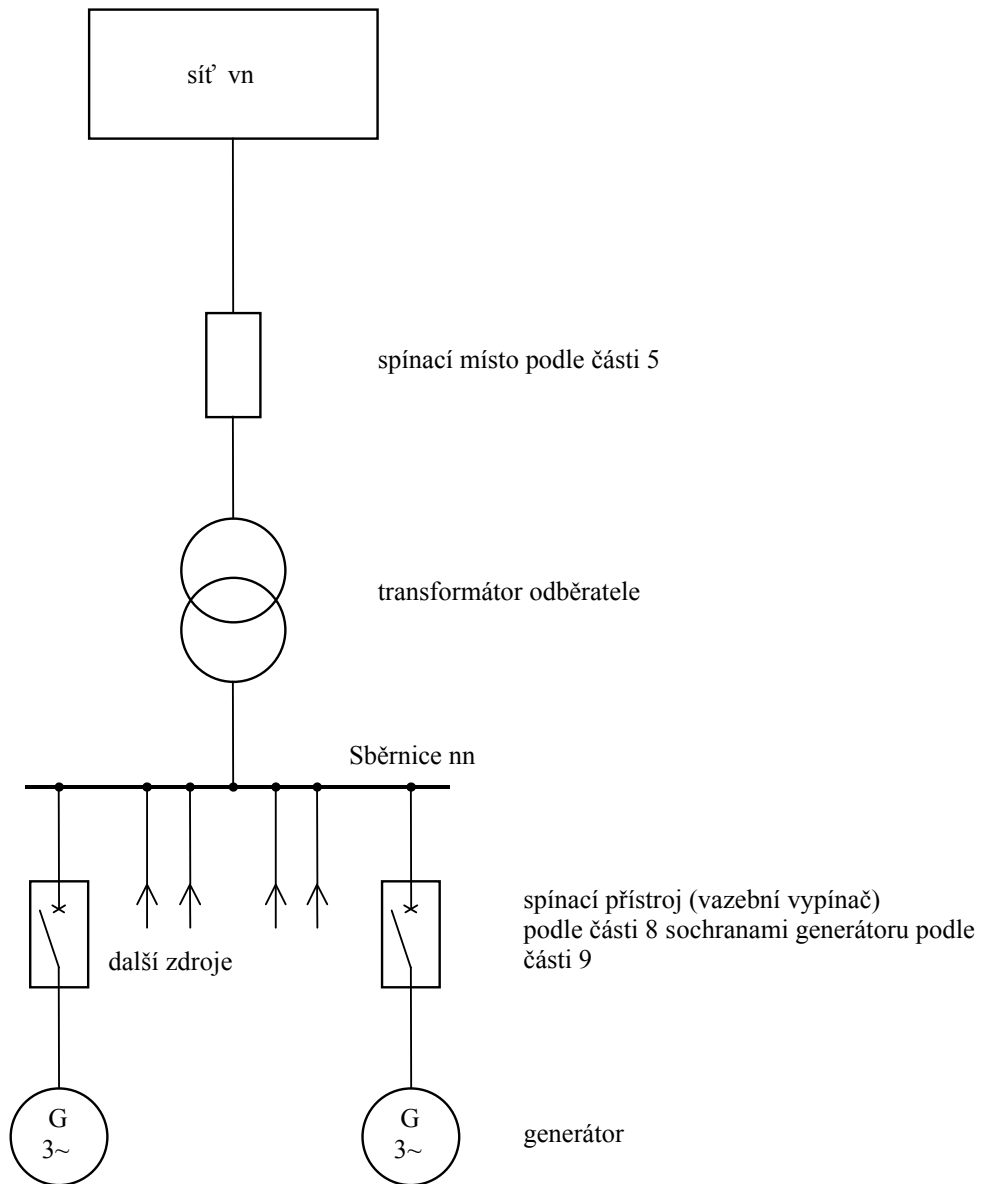 síť vn
spínací místo podle části 5
transformátor odběratele
Sběrnice nn
spínací přístroj (vazební vypínač)
podle části 8 sochranami generátoru podle
části 9
další zdroje
G
3~
G
3~
generátor